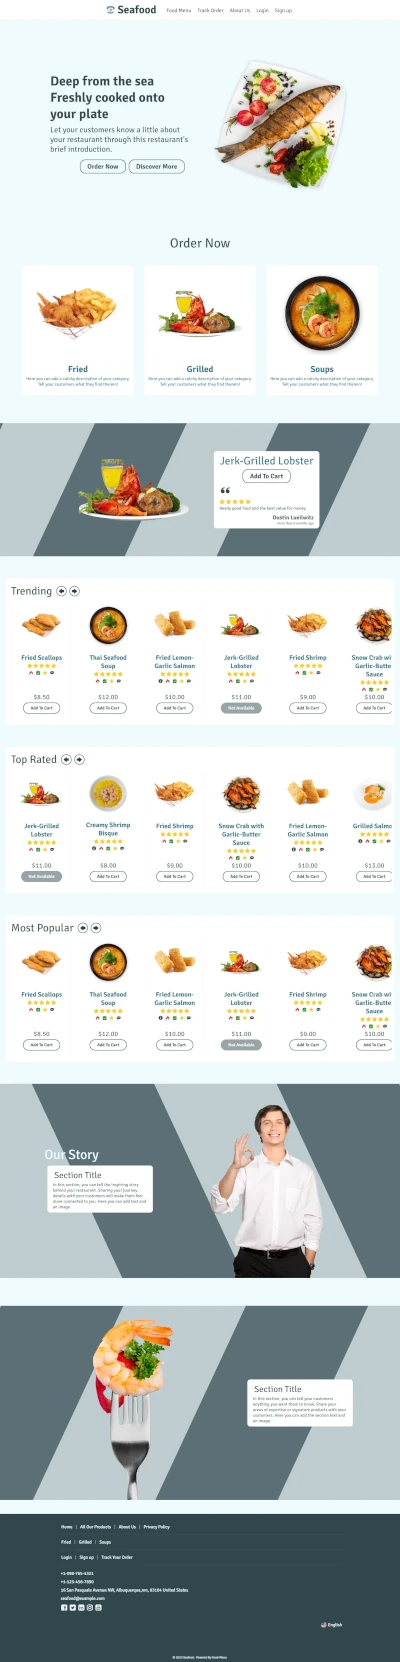 Seafood Food Menu Track Order About Us Login Sign up
Deep from the sea
Freshly cooked onto
your plate
Let your customers know a little about
your restaurant through this restaurant's
brief introduction.
Order Now Discover More
Order Now
Fried Grilled Soups
Here you can add a catchy description of your category. Here you can add a catchy description of your category. Here you can add a catchy description of your category.
Tell your customers what they find therein! Tell your customers what they find therein! Tell your customers what they find therein!
Jerk-Grilled Lobster
Add To Cart
Really good food and the best value for money.
Dustin Lueilwitz
Trending
Fried Scallops Thai Seafood Fried Lemon- Jerk-Grilled Fried Shrimp Snow Crab wi
Soup Garlic Salmon Lobster Garlic-Butter
Sauce
$8.50 $12.00 $10.00 $11.00 $9.00 $10.00
Add To Cart Add To Cart Add To Cart Not Available Add To Cart Add To Cart
Top Rated
Jerk-Grilled Creamy Shrimp Fried Shrimp Snow Crab with Fried Lemon- Grilled Salmo
Lobster Bisque Garlic-Butter Garlic Salmon
Sauce
$11.00 $8.00 $9.00 $10.00 $10.00 $13.00
Not Available Add To Cart Add To Cart Add To Cart Add To Cart Add To Cart
Most Popular
Fried Scallops Thai Seafood Fried Lemon- Jerk-Grilled Fried Shrimp Snow Crab wi
Soup Garlic Salmon Lobster Garlic-Butter
Sauce
$8.50 $12.00 $10.00 $11.00 $9.00 $10.00
Add To Cart Add To Cart Add To Cart Not Available Add To Cart Add To Cart
Our Story
Section Title
In this section, you can tell the inspiring story
behind your restaurant. Sharing your journey
details with your customers will make them feel
more connected to you. Here you can add text and
an image.
Section Title
In this section, you can tell your customers
anything you want them to know. Share your
areas of expertise or signature products with your
customers. Here you can add the section text and
an image.
Home | All Our Products | About Us | Privacy Policy
Fried | Grilled | Soups
Login | Sign up | Track Your Order
+1-098-765-4321
+1-123-456-7890
16 San Pasquale Avenue NW, Albuquerque,nm, 83104 United States
seafood@example.com
English